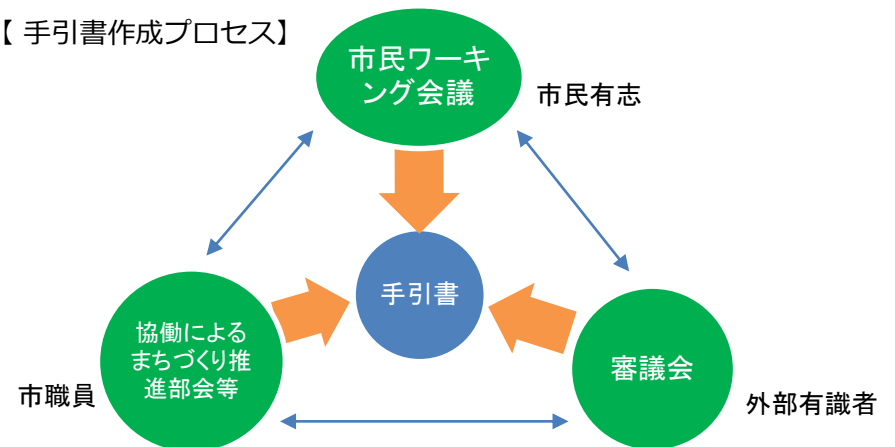 【 手引書作成プロセス】
市民ワーキ
ング会議
市民有志
手引書
協働による
まちづくり推
進部会等
市職員
審議会
外部有識者